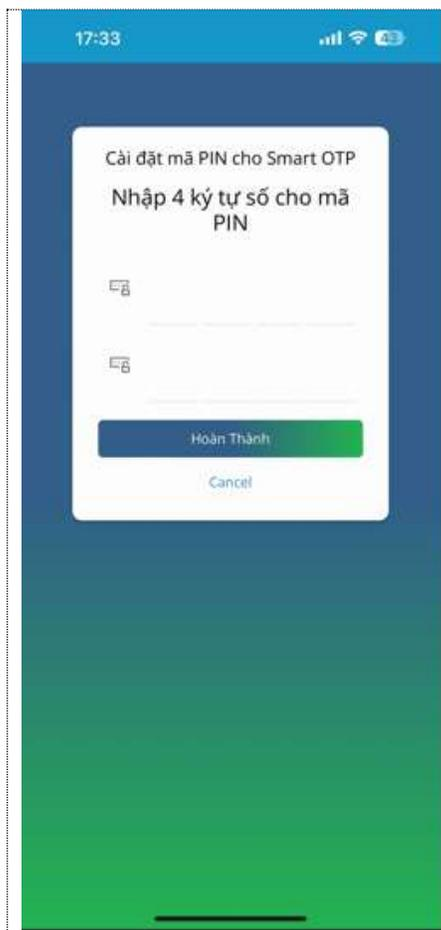 17:33
43
Cài đặt mã PIN cho Smart OTP
Nhập 4 ký tự số cho mã
PIN
Hoàn Thành
Cancel